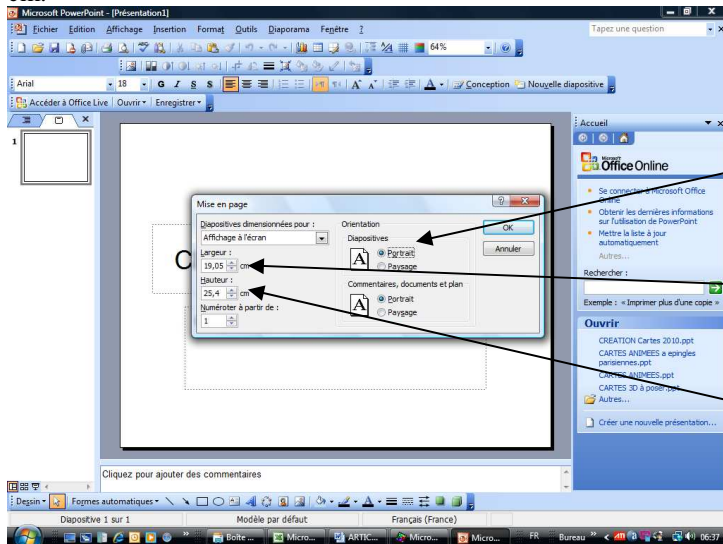 Microsoft PowerPoint - [Présentation1]
Fichier Edition Affichage Insertion Format Outils Diaporama Fenêtre ?
Tapez une question
64%
Arial 18 G I S S Conception Nouvelle diapositive
Accéder à Office Live Ouvrir Enregistrer
1
Mise en page
Diapositives dimensionnées pour :
Affichage à l'écran
Largeur :
19,05 cm
Hauteur :
25,4 cm
Numéroter à partir de :
1
Orientation
Diapositives
A
Portrait
Paysage
Commentaires, documents et plan
A
Portrait
Paysage
OK
Annuler
C
Accueil
Microsoft
Office Online
Se connecter à Microsoft Office Online
Obtenir les dernières informations
sur l'utilisation de PowerPoint
Mettre la liste à jour
automatiquement
Autres...
Rechercher :
Exemple : « Imprimer plus d'une copie »
Ouvrir
CREATION Cartes 2010.ppt
CARTES ANIMEES a epingles
parisiennes.ppt
CARTES ANIMEES.ppt
CARTES 3D à poser.ppt
Autres...
Créer une nouvelle présentation...
Cliquez pour ajouter des commentaires
Dessin Formes automatiques
Diapositive 1 sur 1 Modèle par défaut Français (France)
Boîte ... Micro... ARTIC... Micro... Micro... FR Bureau 06:37